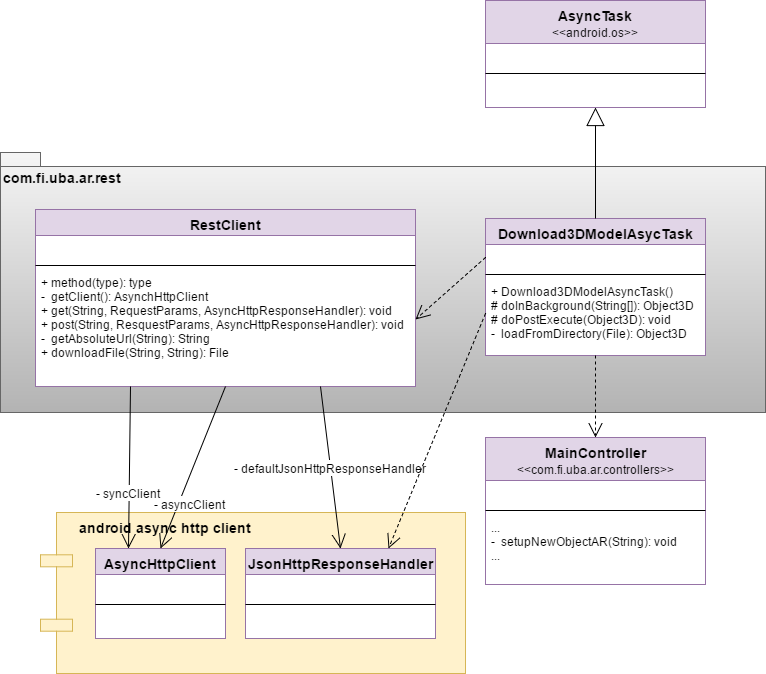 AsyncTask
<<android.os>>
com.fi.uba.ar.rest
RestClient
+ method(type): type
- getClient(): AsynchHttpClient
+ get(String, RequestParams, AsyncHttpResponseHandler): void
+ post(String, ResquestParams, AsyncHttpResponseHandler): void
- getAbsoluteUrl(String): String
+ downloadFile(String, String): File
Download3DModelAsycTask
+ Download3DModelAsyncTask()
# doInBackground(String[]): Object3D
# doPostExecute(Object3D): void
- loadFromDirectory(File): Object3D
- defaultJsonHttpResponseHandler
- syncClient
- asyncClient
MainController
<<com.fi.uba.ar.controllers>>
...
- setupNewObjectAR(String): void
...
android async http client
AsyncHttpClient
JsonHttpResponseHandler